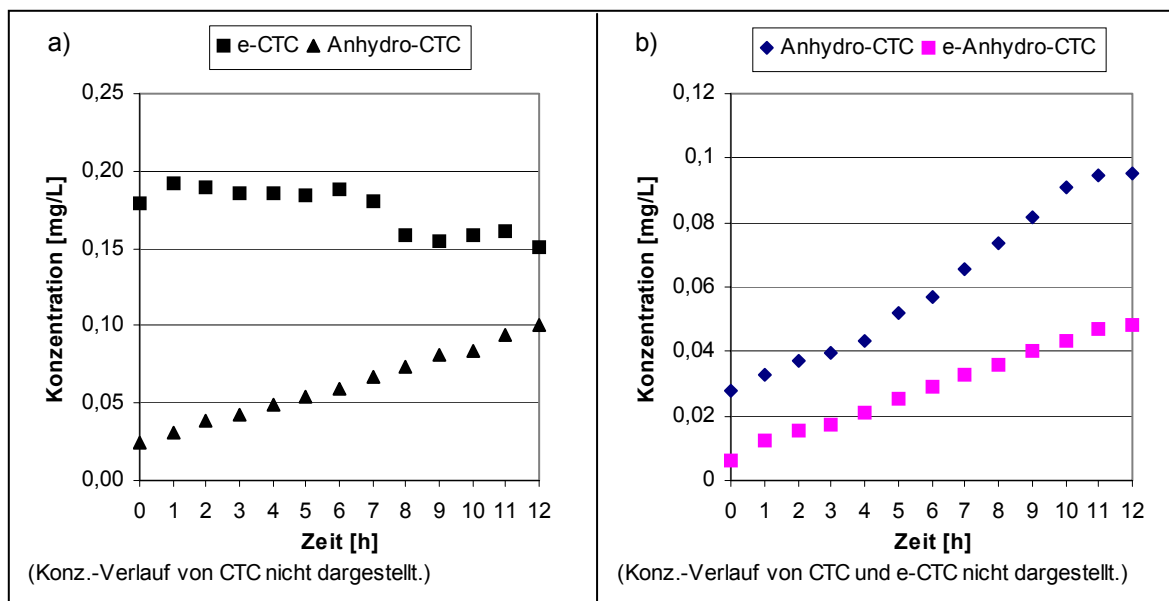 a)
e-CTC Anhydro-CTC
0,25
0,20
0,15
0,10
0,05
0,00
Konzentration [mg/L]
0 1 2 3 4 5 6 7 8 9 10 11 12
Zeit [h]
(Konz.-Verlauf von CTC nicht dargestellt.)
b)
Anhydro-CTC e-Anhydro-CTC
0,12
0,1
0,08
0,06
0,04
0,02
0
Konzentration [mg/L]
0 1 2 3 4 5 6 7 8 9 10 11 12
Zeit [h]
(Konz.-Verlauf von CTC und e-CTC nicht dargestellt.)